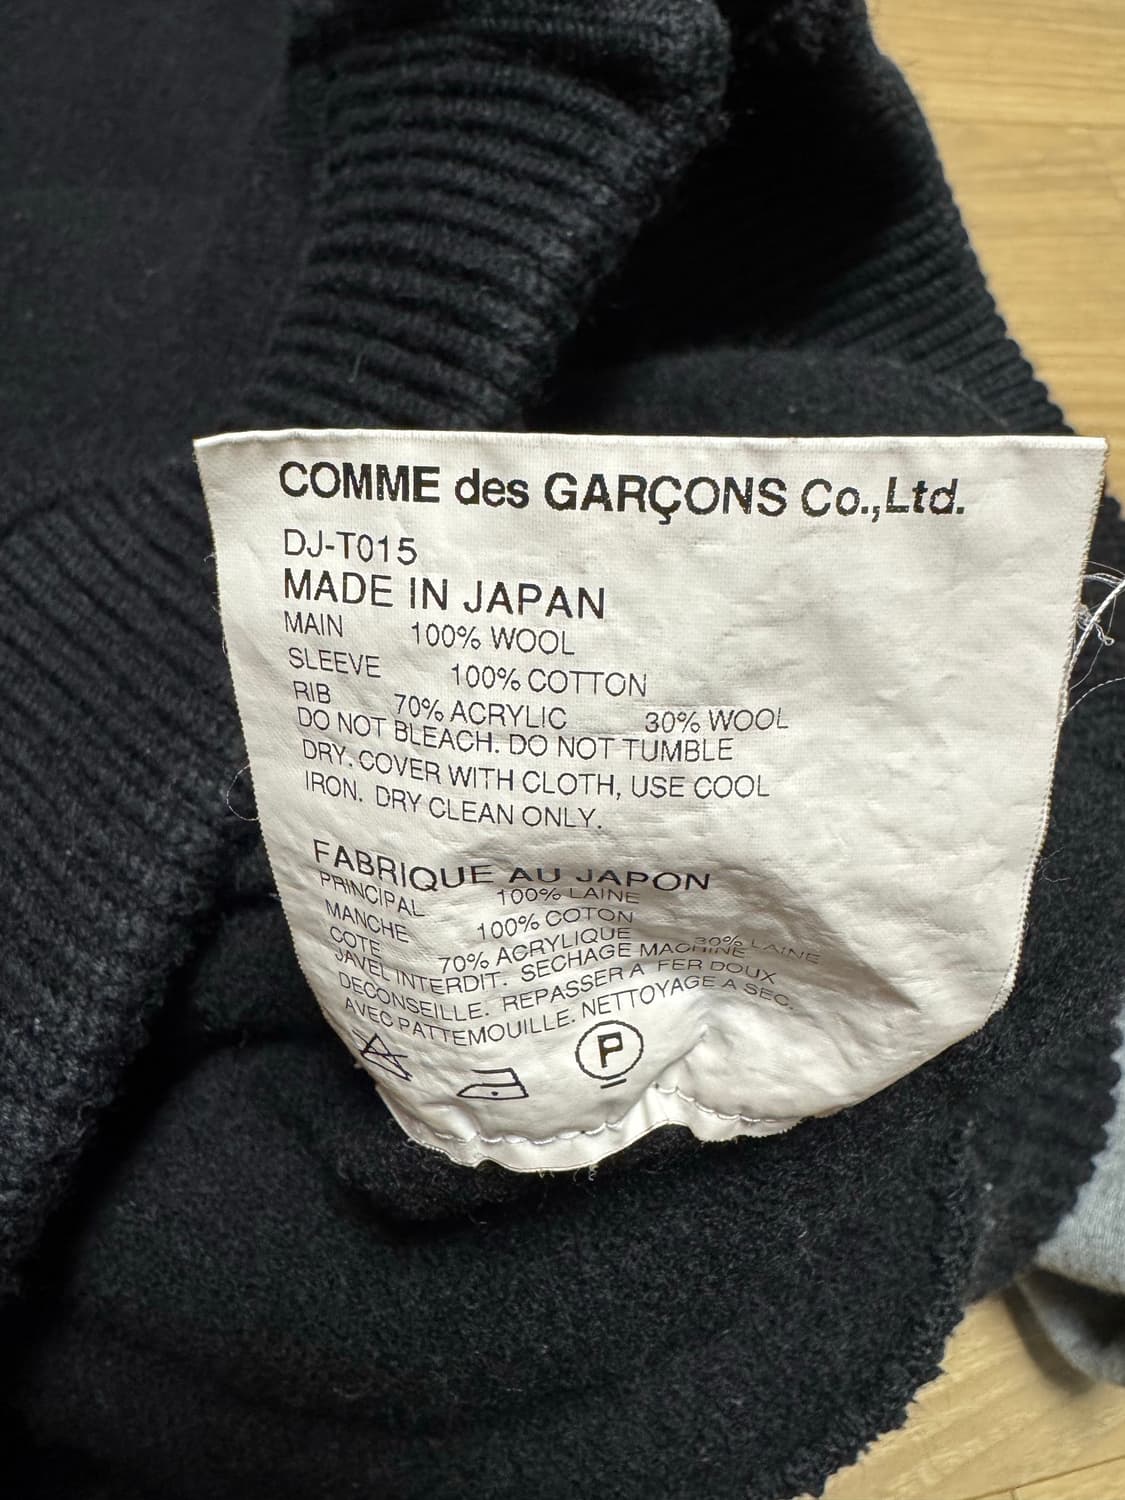 COMME des GARÇONS Co.,Ltd.
DJ-T015
MADE IN JAPAN
MAIN 100% WOOL
SLEEVE 100% COTTON
RIB 70% ACRYLIC 30% WOOL
DO NOT BLEACH. DO NOT TUMBLE
DRY. COVER WITH CLOTH, USE COOL
IRON. DRY CLEAN ONLY.
FABRIQUE AU JAPON
PRINCIPAL 100% LAINE
MANCHE 100% COTON
COTE 70% ACRYLIQUE 30% LAINE
JAVEL INTERDIT. SECHAGE MACHINE
DECONSEILLE. REPASSER A FER DOUX
AVEC PATTEMOUILLE. NETTOYAGE A SEC.
P